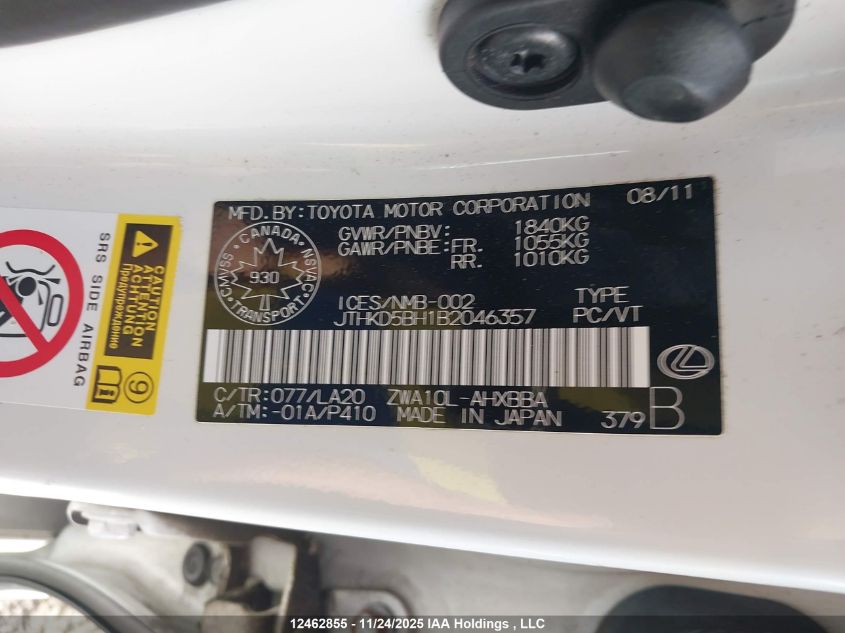 MFD. BY: TOYOTA MOTOR CORPORATION 08/11
GVWR/PNBV: 1840KG
GAWR/PNBE: FR. 1055KG
RR. 1010KG
CANADA
CMVSS 930 NSVAC
TRANSPORT
ICES/NMB-002 TYPE
JTHKD5BH1B2046357 PC/VT
C/TR: 077/LA20 ZWA10L-AHXBBA
A/TM: -01A/P410 MADE IN JAPAN 379 B
SRS SIDE AIRBAG
CAUTION
ATTENTION
ACHTUNG
Предупреждение
9
12462855 - 11/24/2025 IAA Holdings , LLC